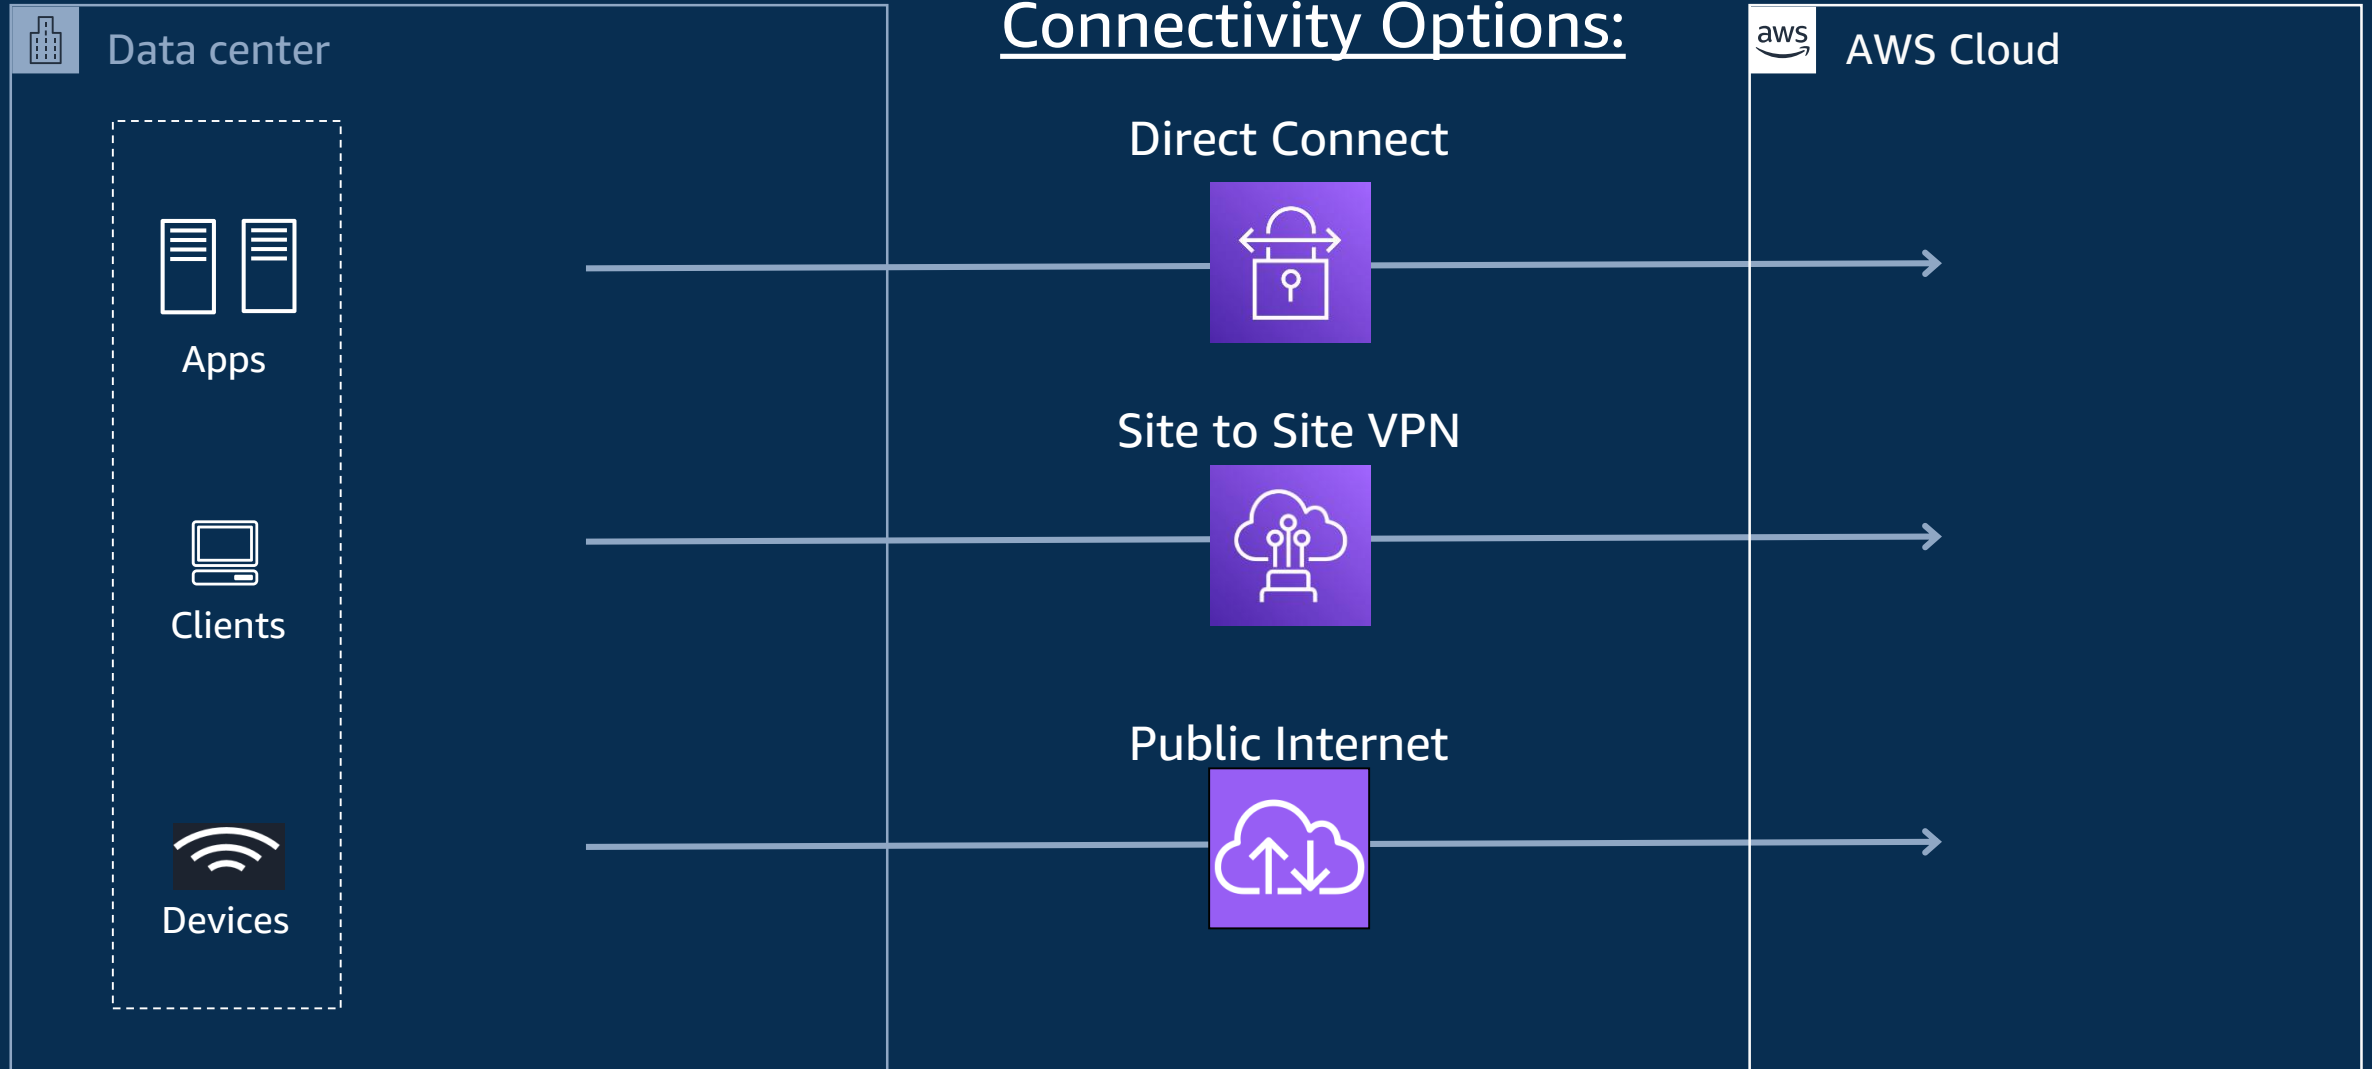 Connectivity Options:
Data center
aws
AWS Cloud
Direct Connect
Apps
Site to Site VPN
Clients
Public Internet
Devices